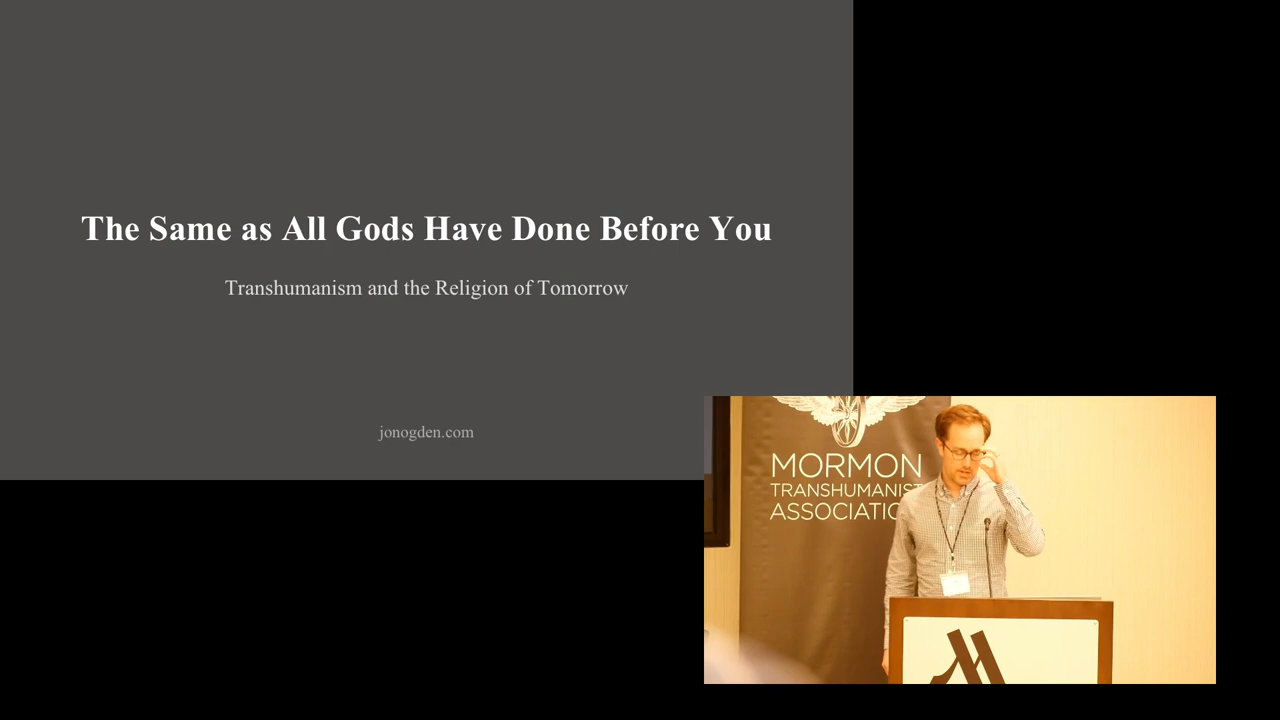 The Same as All Gods Have Done Before You
Transhumanism and the Religion of Tomorrow
jonogden.com
MORMON
TRANSHUMANIST
ASSOCIATIO